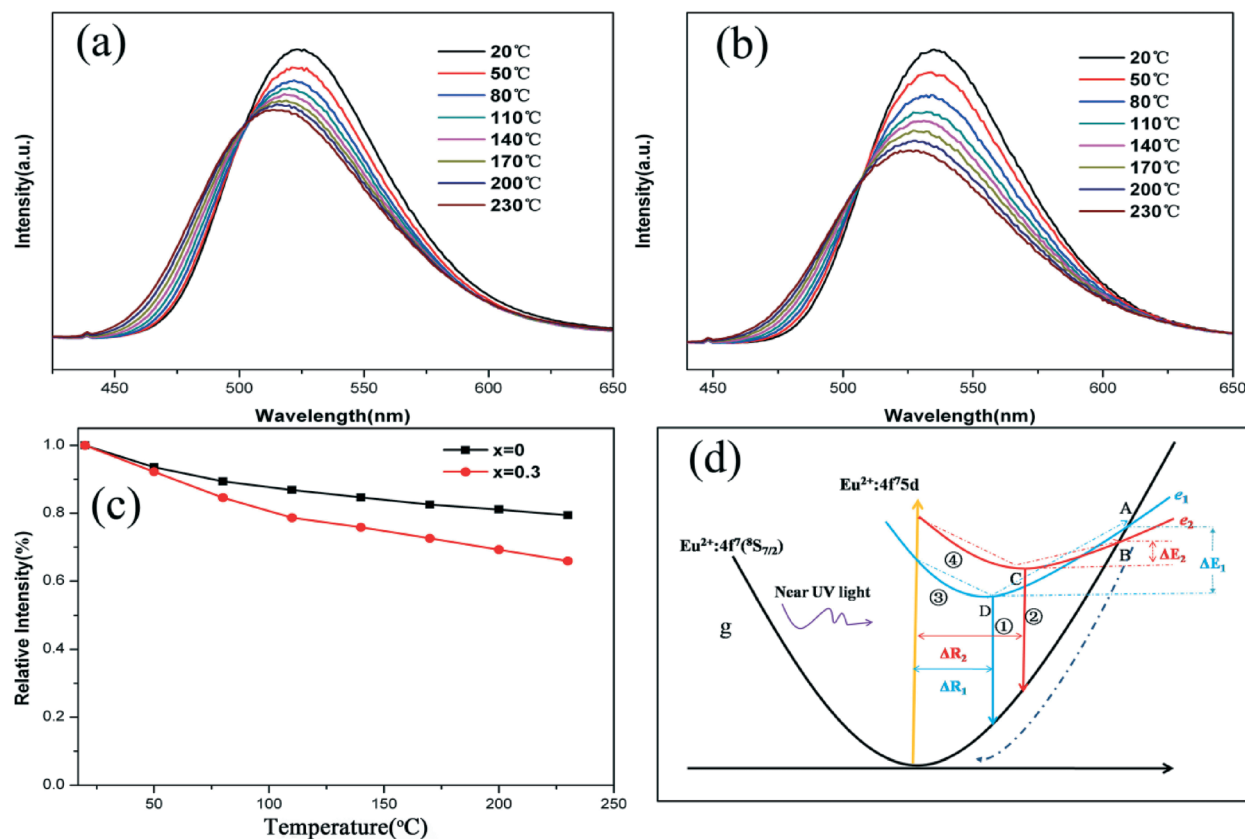 (a)
20℃
50℃
80℃
110℃
140℃
170℃
200℃
230℃
Intensity(a.u.)
450 500 550 600 650
Wavelength(nm)
(b)
20℃
50℃
80℃
110℃
140℃
170℃
200℃
230℃
Intensity(a.u.)
450 500 550 600 650
Wavelength(nm)
(c)
x=0
x=0.3
Relative Intensity(%)
1.0
0.8
0.6
0.4
0.2
0.0
50 100 150 200 250
Temperature(°C)
(d)
Eu²⁺:4f⁷5d
Eu²⁺:4f⁷(⁸S₇/₂)
Near UV light
g
A
e₁
e₂
B
ΔE₂
ΔE₁
④
C
③
D
①
②
ΔR₂
ΔR₁